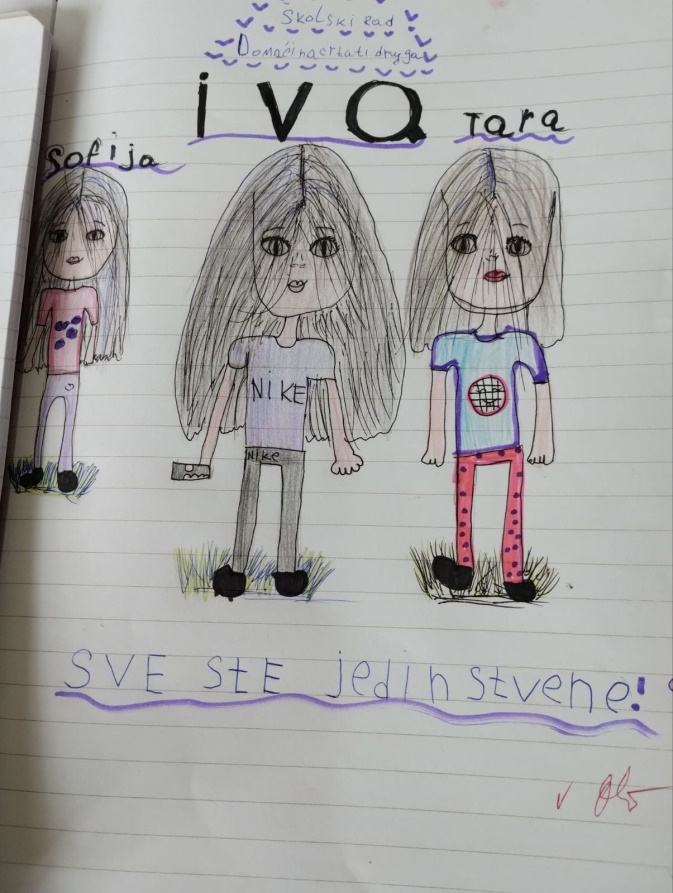 Školski rad
Domaći nacrtati druga
iva
Tara
Sofija
NiKE
Nike
SVE StE jedinstvene!